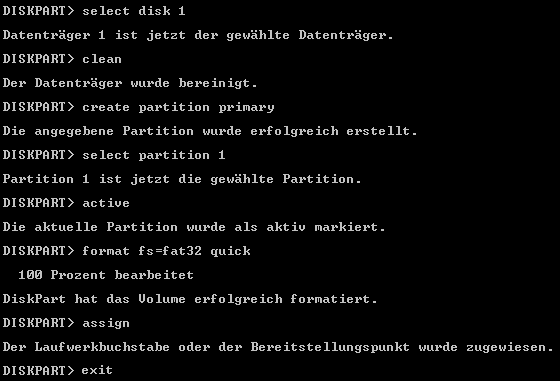 DISKPART> select disk 1
Datenträger 1 ist jetzt der gewählte Datenträger.
DISKPART> clean
Der Datenträger wurde bereinigt.
DISKPART> create partition primary
Die angegebene Partition wurde erfolgreich erstellt.
DISKPART> select partition 1
Partition 1 ist jetzt die gewählte Partition.
DISKPART> active
Die aktuelle Partition wurde als aktiv markiert.
DISKPART> format fs=fat32 quick
100 Prozent bearbeitet
DiskPart hat das Volume erfolgreich formatiert.
DISKPART> assign
Der Laufwerkbuchstabe oder der Bereitstellungspunkt wurde zugewiesen.
DISKPART> exit